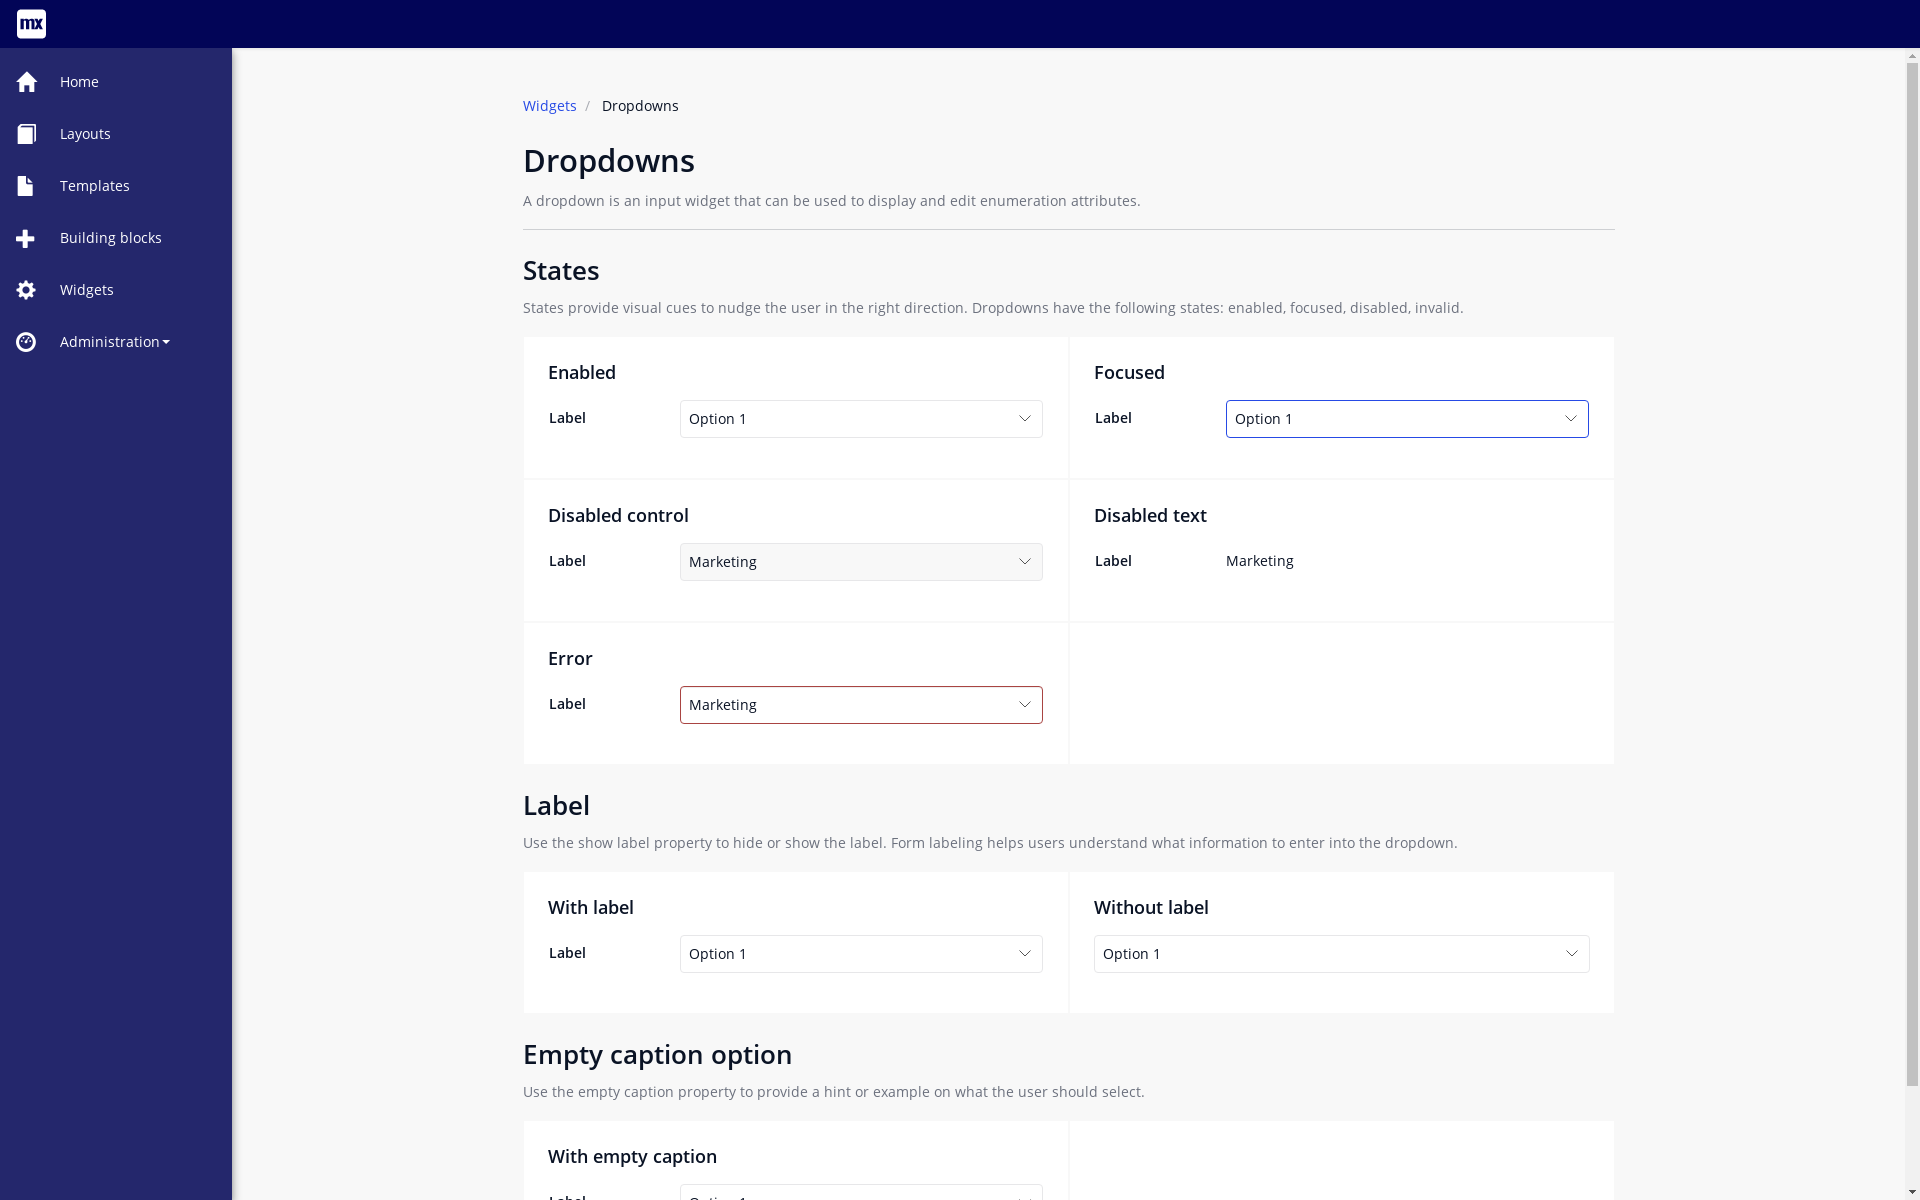 mx
Home
Layouts
Templates
Building blocks
Widgets
Administration
Widgets / Dropdowns
Dropdowns
A dropdown is an input widget that can be used to display and edit enumeration attributes.
States
States provide visual cues to nudge the user in the right direction. Dropdowns have the following states: enabled, focused, disabled, invalid.
Enabled
Label Option 1
Focused
Label Option 1
Disabled control
Label Marketing
Disabled text
Label Marketing
Error
Label Marketing
Label
Use the show label property to hide or show the label. Form labeling helps users understand what information to enter into the dropdown.
With label
Label Option 1
Without label
Option 1
Empty caption option
Use the empty caption property to provide a hint or example on what the user should select.
With empty caption
Label Option 1